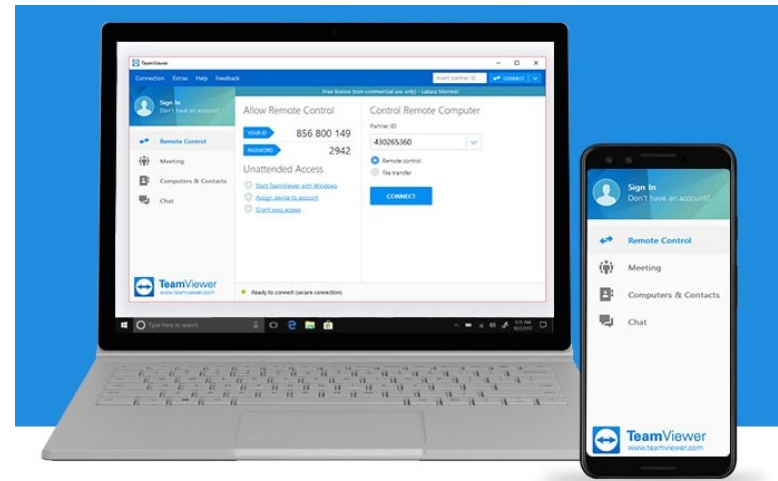 TeamViewer
Connection Extras Help Feedback
Insert partner ID
CONNECT
Free license (non-commercial use only) -
Sign In
Don't have an account?
Remote Control
Meeting
Computers & Contacts
Chat
TeamViewer
www.teamviewer.com
Allow Remote Control
YOUR ID 856 800 149
PASSWORD 2942
Unattended Access
Start TeamViewer with Windows
Assign device to account
Grant easy access
Control Remote Computer
Partner ID
430265360
Remote control
File transfer
CONNECT
Ready to connect (secure connection)
Type here to search
Sign In
Don't have an account?
Remote Control
Meeting
Computers & Contacts
Chat
TeamViewer
www.teamviewer.com